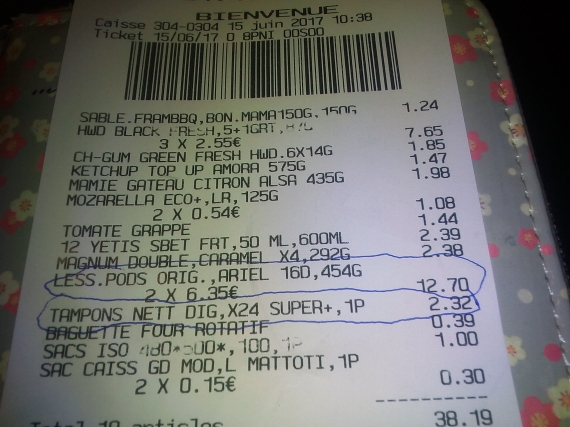 BIENVENUE
Caisse 304-0304 15 juin 2017 10:38
Ticket 15/06/17 0 8PNI 00S00
SABLE.FRAMBBQ,BON.MAMA150G.150G 1.24
HWD BLACK FRESH,5+1GRT,
3 X 2.55€ 7.65
CH-GUM GREEN FRESH HWD.6X14G 1.85
KETCHUP TOP UP AMORA 575G 1.47
MAMIE GATEAU CITRON ALSA 435G 1.98
MOZARELLA ECO+,LR,125G
2 X 0.54€ 1.08
TOMATE GRAPPE 1.44
12 YETIS SBET FRT,50 ML,600ML 2.39
MAGNUM DOUBLE,CARAMEL X4,292G 2.38
LESS.PODS ORIG.,ARIEL 16D,454G
2 X 6.35€ 12.70
TAMPONS NETT DIG,X24 SUPER+,1P 2.32
BAGUETTE FOUR ROTATIF 0.39
SACS ISO 100, 1.00
SAC CAISS GD MOD,L MATTOTI,1P
2 X 0.15€ 0.30
38.19